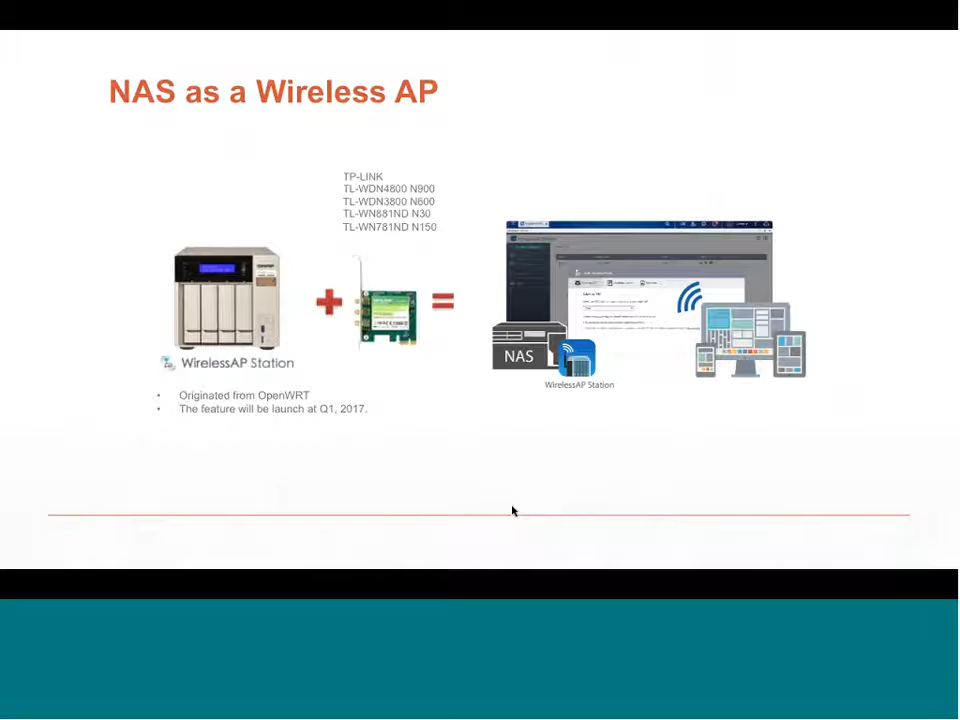 NAS as a Wireless AP
TP-LINK
TL-WDN4800 N900
TL-WDN3800 N600
TL-WN881ND N30
TL-WN781ND N150
WirelessAP Station
• Originated from OpenWRT
• The feature will be launch at Q1, 2017.
NAS
WirelessAP Station